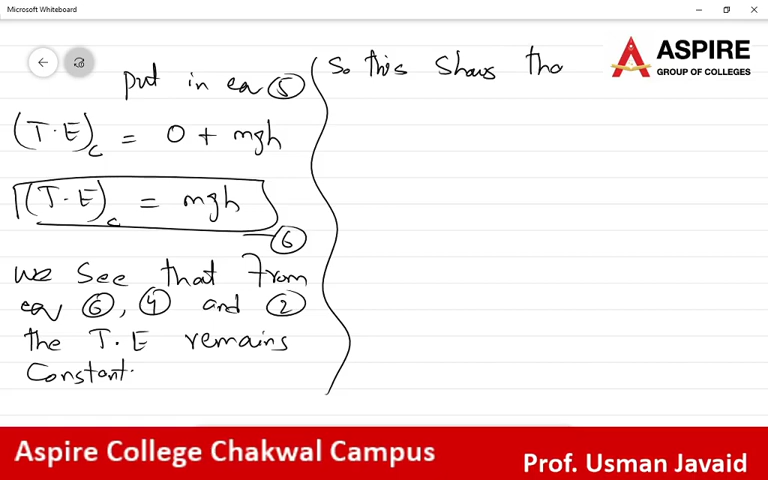 Microsoft Whiteboard
put in eq ⑤
(T.E)c = 0 + mgh
(T.E)c = mgh
⑥
we see that from
eq ⑥, ④ and ②
the T.E remains
Constant.
So this shows tha
ASPIRE
GROUP OF COLLEGES
Aspire College Chakwal Campus
Prof. Usman Javaid